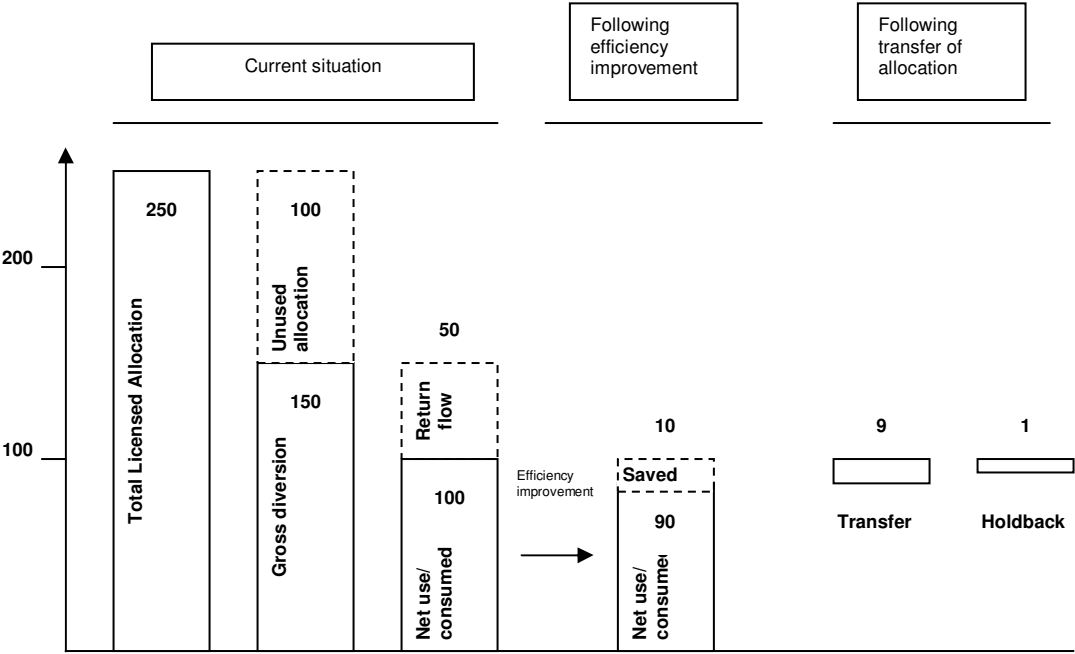 Current situation
Following
efficiency
improvement
Following
transfer of
allocation
200
100
250
Total Licensed Allocation
100
Unused
allocation
150
Gross diversion
50
Return
flow
100
Net use/
consumed
Efficiency
improvement
10
Saved
90
Net use/
consumed
9
Transfer
1
Holdback